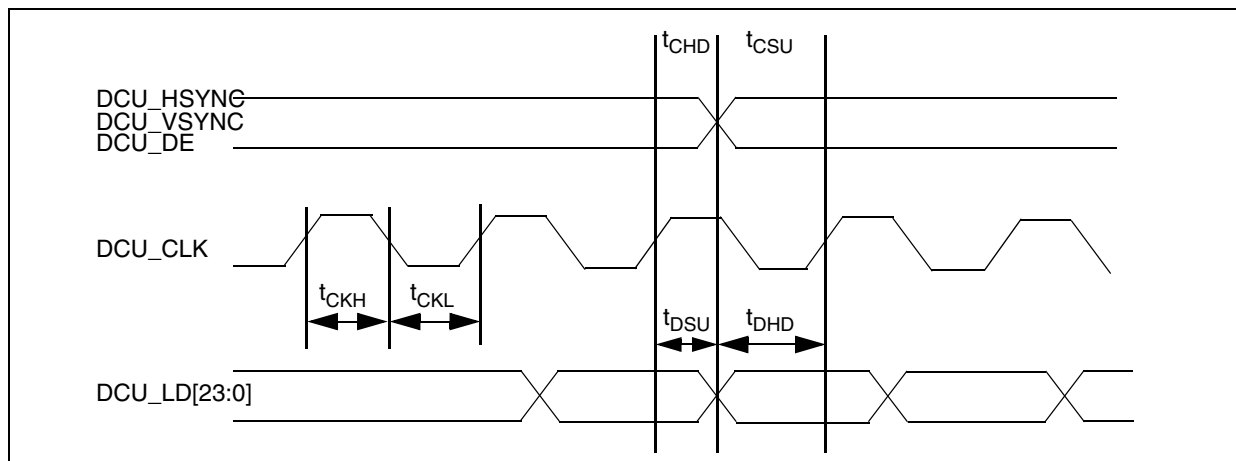 tCHD tCSU
DCU_HSYNC
DCU_VSYNC
DCU_DE
DCU_CLK
tCKH tCKL
tDSU tDHD
DCU_LD[23:0]